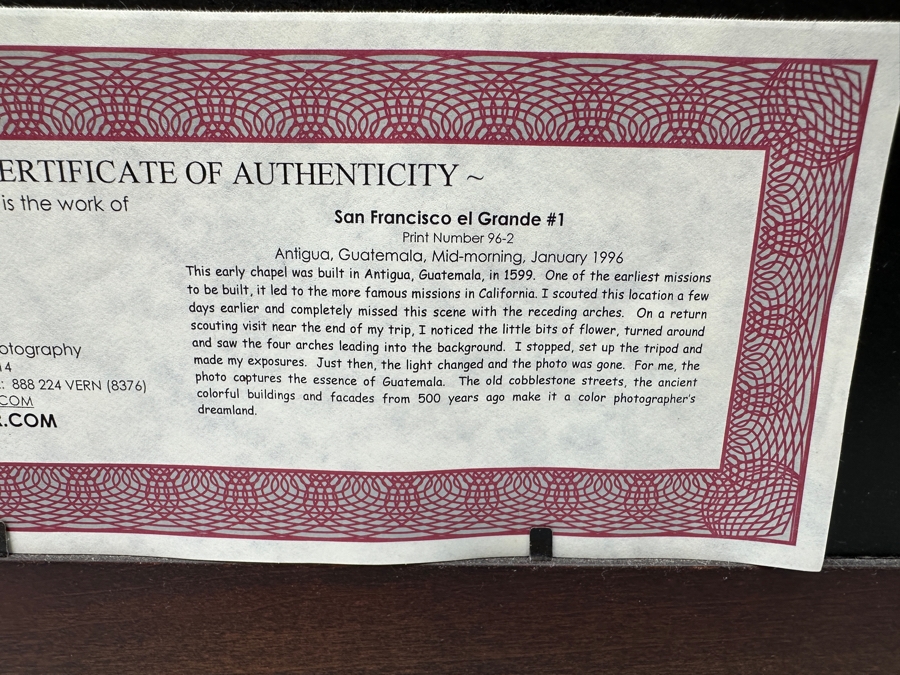 ERTIFICATE OF AUTHENTICITY ~
is the work of
San Francisco el Grande #1
Print Number 96-2
Antigua, Guatemala, Mid-morning, January 1996
This early chapel was built in Antigua, Guatemala, in 1599. One of the earliest missions
to be built, it led to the more famous missions in California. I scouted this location a few
days earlier and completely missed this scene with the receding arches. On a return
scouting visit near the end of my trip, I noticed the little bits of flower, turned around
and saw the four arches leading into the background. I stopped, set up the tripod and
made my exposures. Just then, the light changed and the photo was gone. For me, the
photo captures the essence of Guatemala. The old cobblestone streets, the ancient
colorful buildings and facades from 500 years ago make it a color photographer's
dreamland.
otography
14
: 888 224 VERN (8376)
COM
.COM